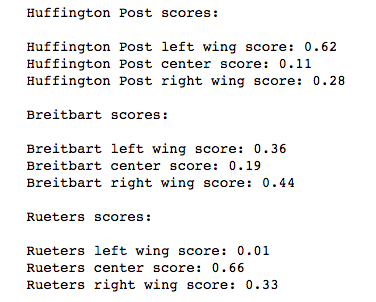 Huffington Post scores:
Huffington Post left wing score: 0.62
Huffington Post center score: 0.11
Huffington Post right wing score: 0.28
Breitbart scores:
Breitbart left wing score: 0.36
Breitbart center score: 0.19
Breitbart right wing score: 0.44
Rueters scores:
Rueters left wing score: 0.01
Rueters center score: 0.66
Rueters right wing score: 0.33